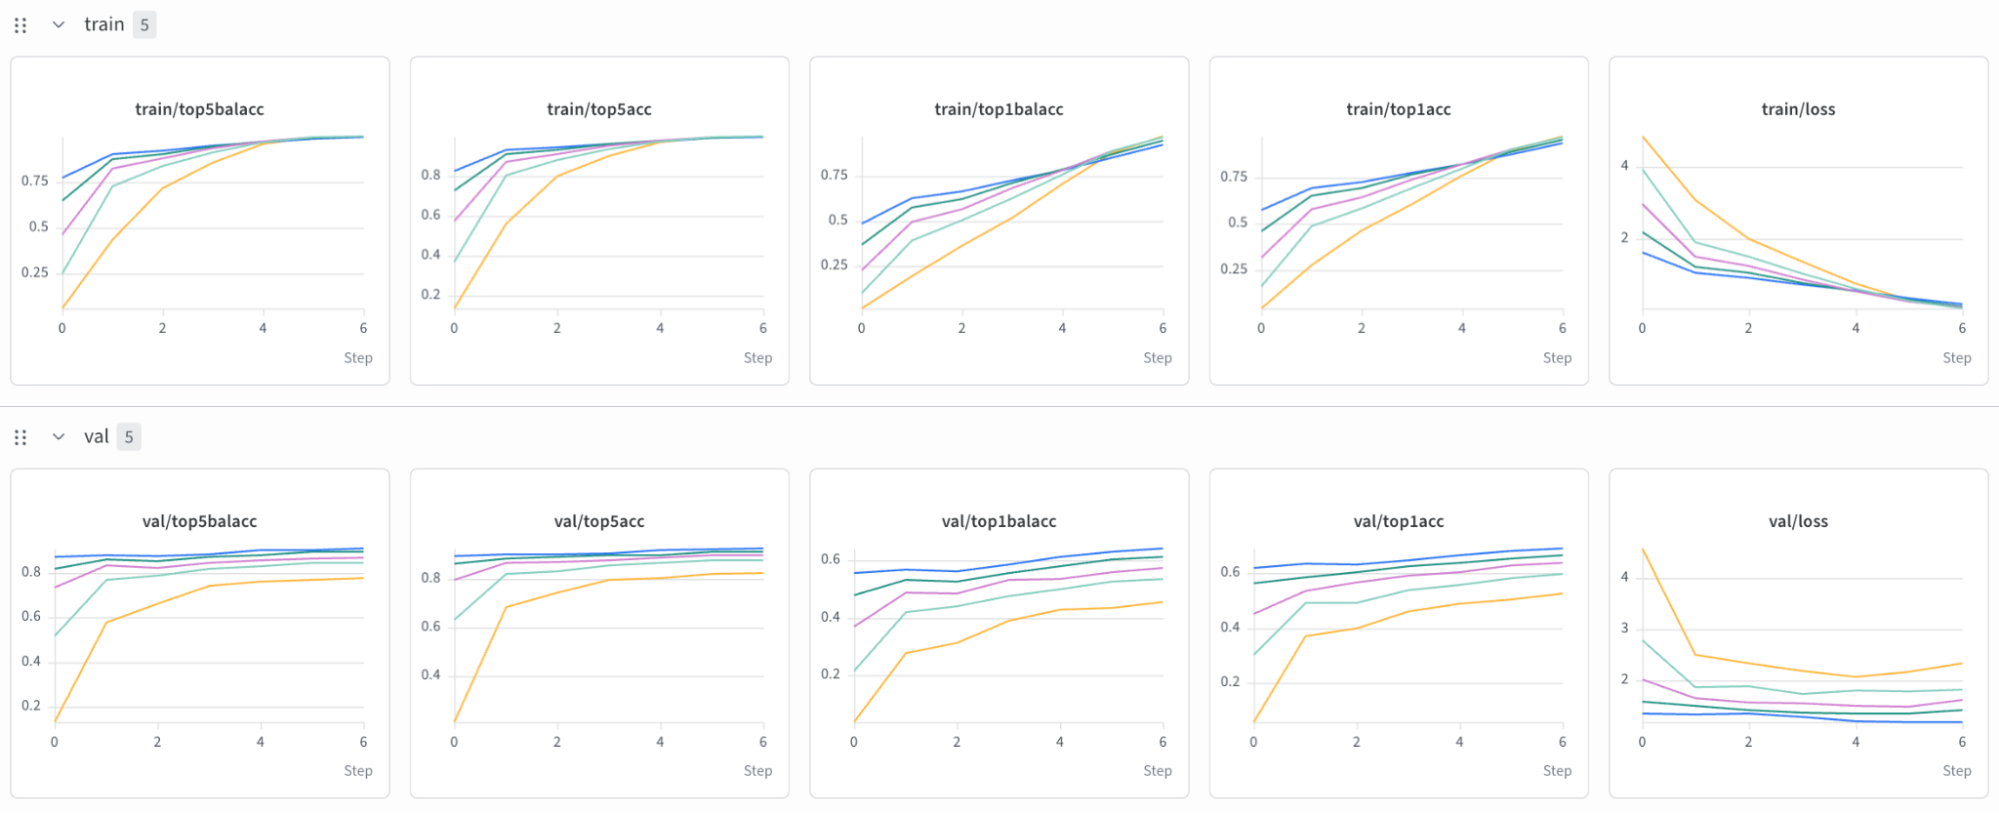 train 5
train/top5balacc
0.75
0.5
0.25
0 2 4 6
Step
train/top5acc
0.8
0.6
0.4
0.2
0 2 4 6
Step
train/top1balacc
0.75
0.5
0.25
0 2 4 6
Step
train/top1acc
0.75
0.5
0.25
0 2 4 6
Step
train/loss
4
2
0 2 4 6
Step
val 5
val/top5balacc
0.8
0.6
0.4
0.2
0 2 4 6
Step
val/top5acc
0.8
0.6
0.4
0 2 4 6
Step
val/top1balacc
0.6
0.4
0.2
0 2 4 6
Step
val/top1acc
0.6
0.4
0.2
0 2 4 6
Step
val/loss
4
3
2
0 2 4 6
Step